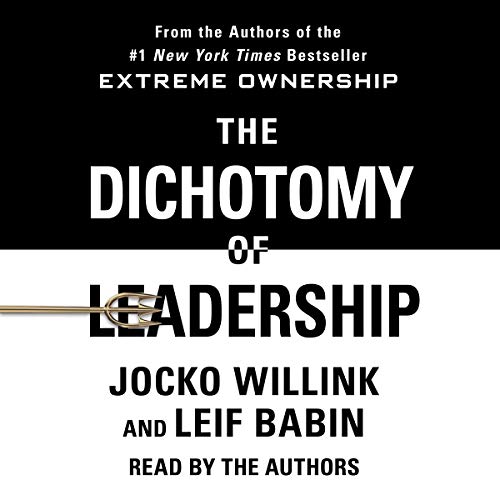 From the Authors of the
#1 New York Times Bestseller
EXTREME OWNERSHIP
THE
DICHOTOMY
OF
LEADERSHIP
JOCKO WILLINK
AND LEIF BABIN
READ BY THE AUTHORS